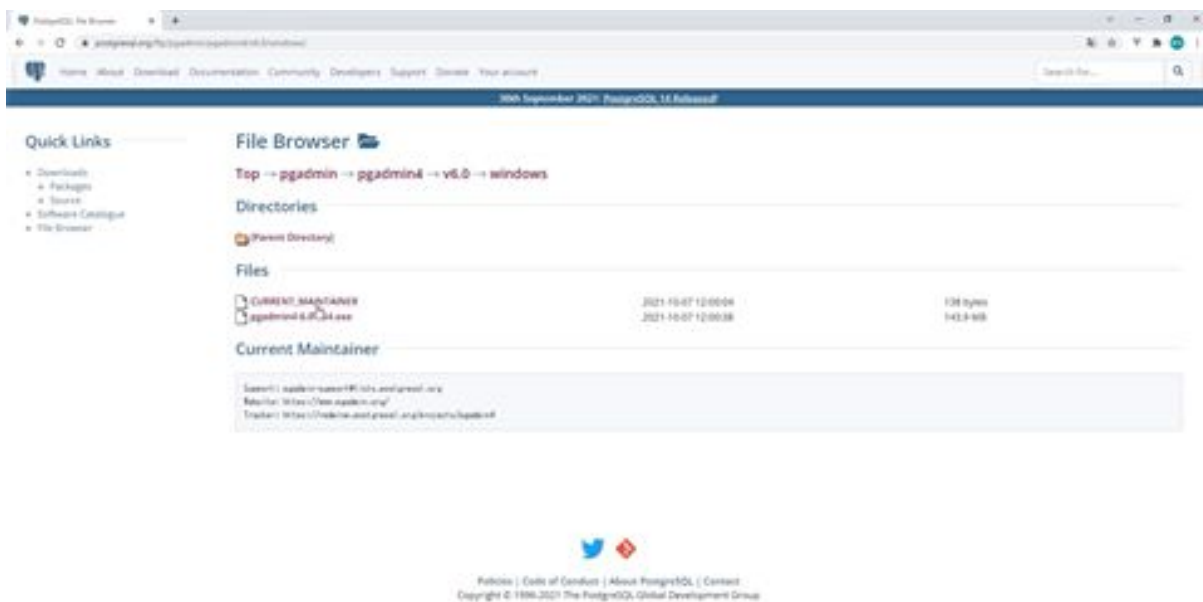 PostgreSQL: File Browser
Home About Download Documentation Community Developers Support Donate Your account
Search for...
30th September 2021: PostgreSQL 14 Released!
Quick Links
Downloads
Packages
Source
Software Catalogue
File Browser
File Browser
Top → pgadmin → pgadmin4 → v6.0 → windows
Directories
[Parent Directory]
Files
CURRENT_MAINTAINER 2021-10-07 12:00:04 138 bytes
2021-10-07 12:00:38
Current Maintainer
Policies | Code of Conduct | About PostgreSQL | Contact
Copyright © 1996-2021 The PostgreSQL Global Development Group